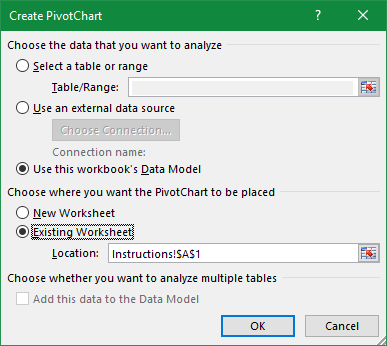 Create PivotChart ? ×
Choose the data that you want to analyze
Select a table or range
Table/Range:
Use an external data source
Choose Connection...
Connection name:
Use this workbook's Data Model
Choose where you want the PivotChart to be placed
New Worksheet
Existing Worksheet
Location: Instructions!$A$1
Choose whether you want to analyze multiple tables
Add this data to the Data Model
OK Cancel